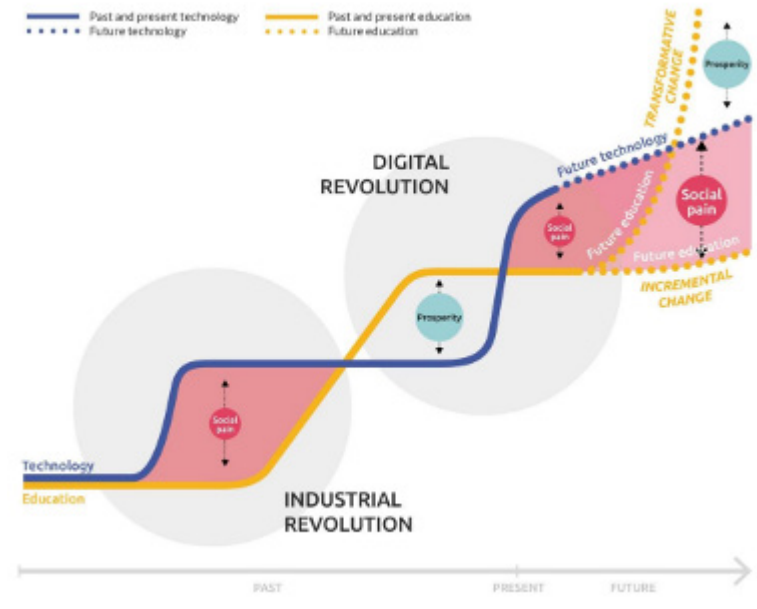 Past and present technology
Future technology
Past and present education
Future education
TRANSFORMATIVE
CHANGE
Prosperity
DIGITAL
REVOLUTION
Future technology
Social
pain
Future education
Social
pain
Future education
INCREMENTAL
CHANGE
Prosperity
Social
pain
Technology
Education
INDUSTRIAL
REVOLUTION
PAST
PRESENT
FUTURE